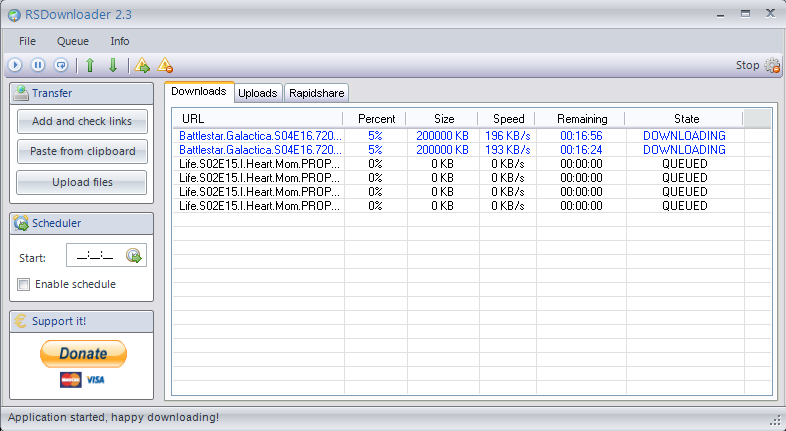 RSDownloader 2.3
File Queue Info
Stop
Transfer
Add and check links
Paste from clipboard
Upload files
Scheduler
Start: __:__:__
Enable schedule
Support it!
Donate
MasterCard VISA
Downloads Uploads Rapidshare
URL Percent Size Speed Remaining State
Battlestar.Galactica.S04E16.720... 5% 200000 KB 196 KB/s 00:16:56 DOWNLOADING
Battlestar.Galactica.S04E16.720... 5% 200000 KB 193 KB/s 00:16:24 DOWNLOADING
Life.S02E15.I.Heart.Mom.PROP... 0% 0 KB 0 KB/s 00:00:00 QUEUED
Life.S02E15.I.Heart.Mom.PROP... 0% 0 KB 0 KB/s 00:00:00 QUEUED
Life.S02E15.I.Heart.Mom.PROP... 0% 0 KB 0 KB/s 00:00:00 QUEUED
Life.S02E15.I.Heart.Mom.PROP... 0% 0 KB 0 KB/s 00:00:00 QUEUED
Application started, happy downloading!